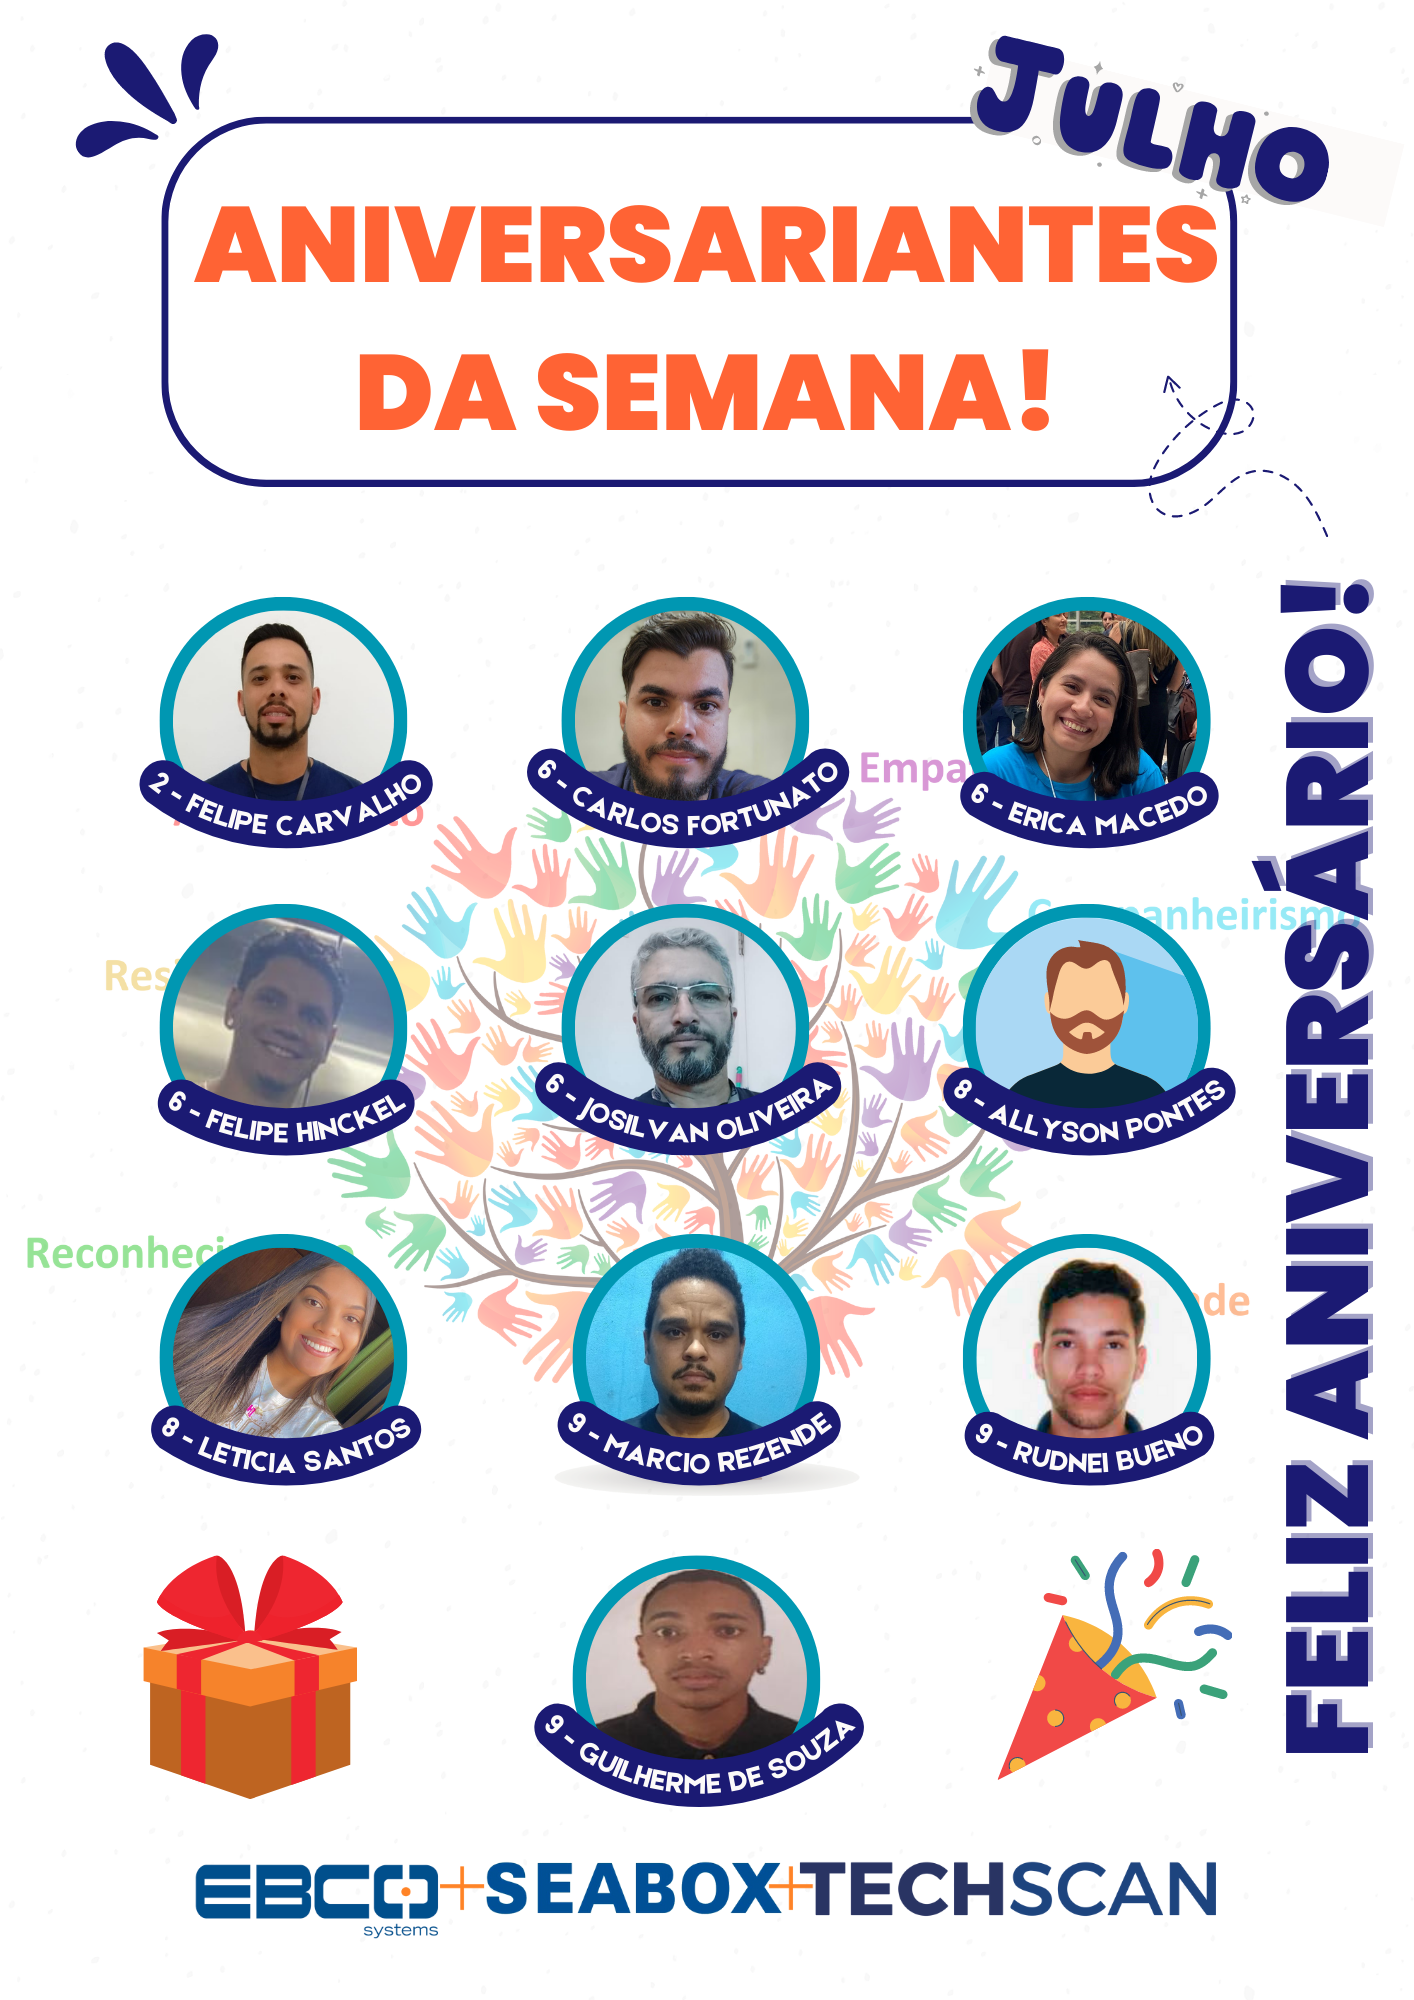 JULHO
ANIVERSARIANTES
DA SEMANA!
2 - FELIPE CARVALHO
6 - CARLOS FORTUNATO
6 - ERICA MACEDO
6 - FELIPE HINCKEL
6 - JOSILVAN OLIVEIRA
8 - ALLYSON PONTES
8 - LETICIA SANTOS
9 - MARCIO REZENDE
9 - RUDNEI BUENO
9 - GUILHERME DE SOUZA
FELIZ ANIVERSÁRIO!
EBCO systems+SEABOX+TECHSCAN